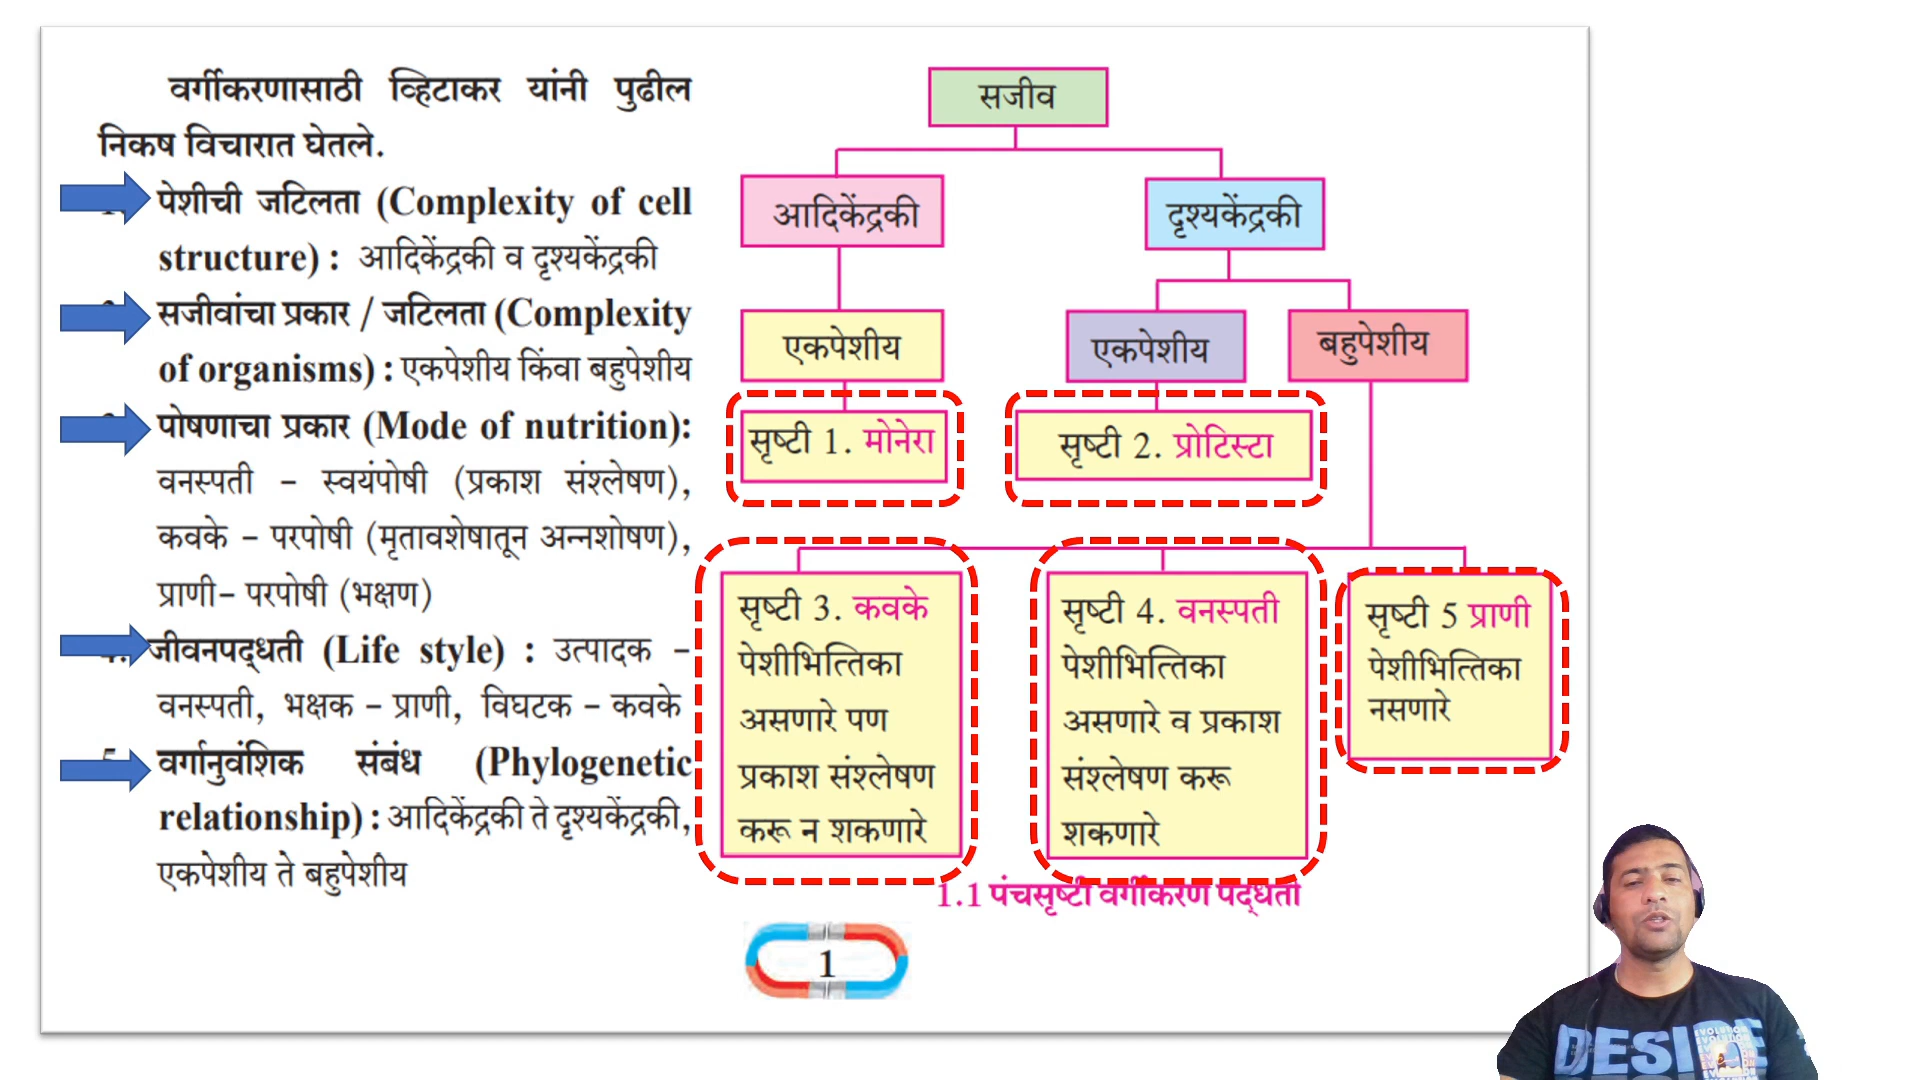 वर्गीकरणासाठी व्हिटाकर यांनी पुढील
निकष विचारात घेतले.
पेशीची जटिलता (Complexity of cell
structure) : आदिकेंद्रकी व दृश्यकेंद्रकी
सजीवांचा प्रकार / जटिलता (Complexity
of organisms) : एकपेशीय किंवा बहुपेशीय
पोषणाचा प्रकार (Mode of nutrition):
वनस्पती – स्वयंपोषी (प्रकाश संश्लेषण),
कवके – परपोषी (मृतावशेषातून अन्नशोषण),
प्राणी– परपोषी (भक्षण)
जीवनपद्धती (Life style) : उत्पादक –
वनस्पती, भक्षक – प्राणी, विघटक – कवके
वर्गानुवंशिक संबंध (Phylogenetic
relationship) : आदिकेंद्रकी ते दृश्यकेंद्रकी,
एकपेशीय ते बहुपेशीय
सजीव
आदिकेंद्रकी
दृश्यकेंद्रकी
एकपेशीय
एकपेशीय
बहुपेशीय
सृष्टी 1. मोनेरा
सृष्टी 2. प्रोटिस्टा
सृष्टी 3. कवके
पेशीभित्तिका
असणारे पण
प्रकाश संश्लेषण
करू न शकणारे
सृष्टी 4. वनस्पती
पेशीभित्तिका
असणारे व प्रकाश
संश्लेषण करू
शकणारे
सृष्टी 5 प्राणी
पेशीभित्तिका
नसणारे
1.1 पंचसृष्टी वर्गीकरण पद्धती
1
DESIRE
EVOLUTION